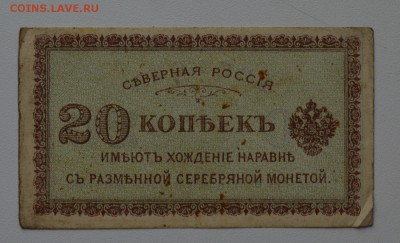 COINS.LAVE.RU
СѢВЕРНАЯ РОССІЯ
20 КОПѢЕКЪ
ИМѢЮТЪ ХОЖДЕНІЕ НАРАВНѢ
СЪ РАЗМѢННОЙ СЕРЕБРЯНОЙ МОНЕТОЙ.